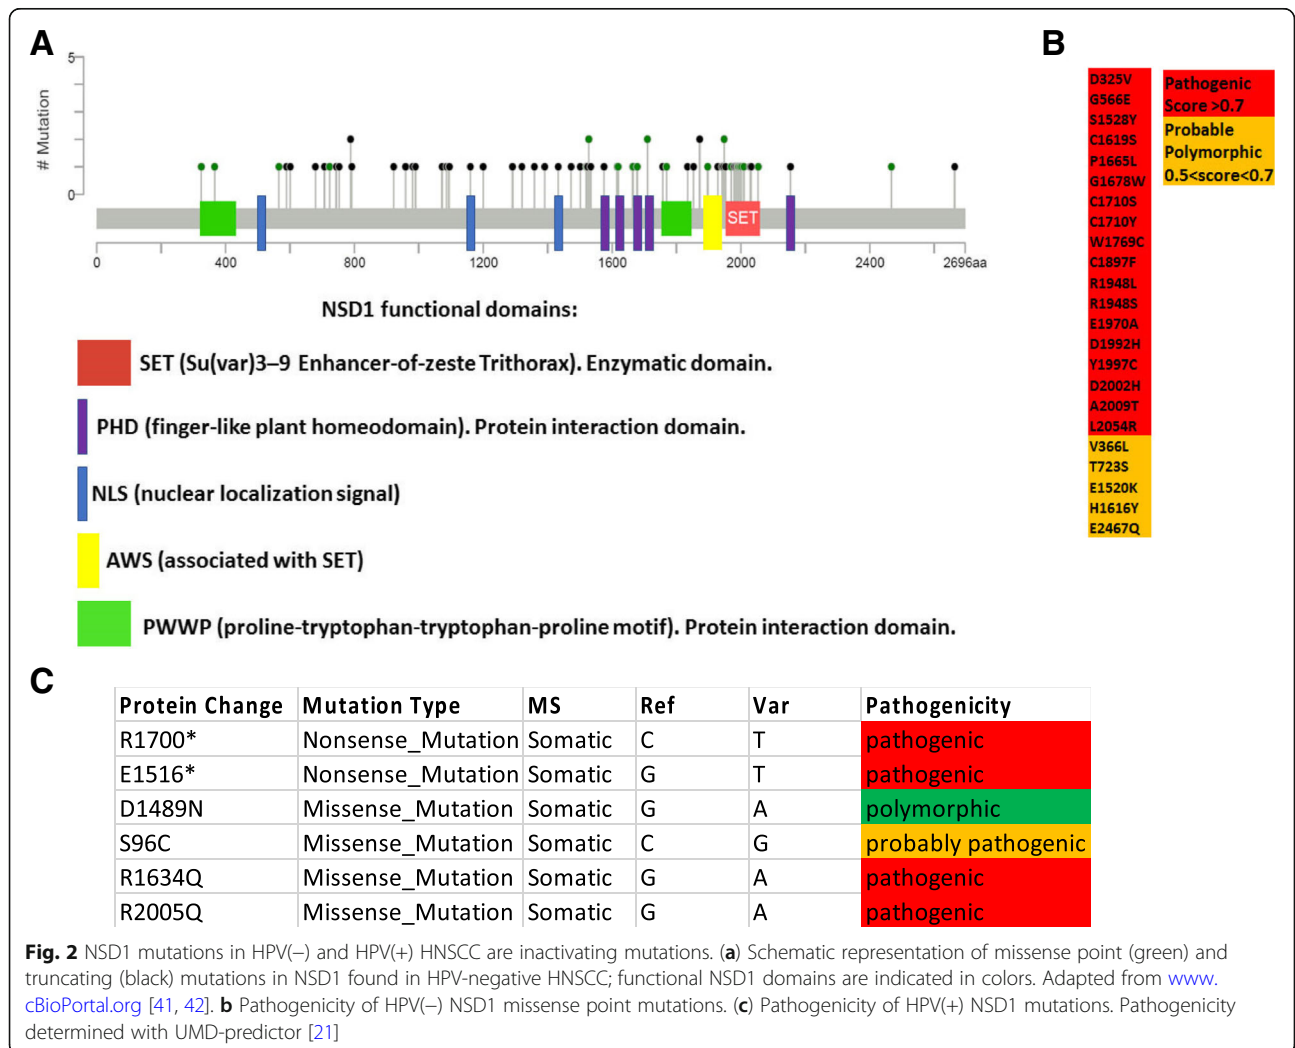 A
B
5
# Mutation
0
SET
0 400 800 1200 1600 2000 2400 2696aa
NSD1 functional domains:
SET (Su(var)3–9 Enhancer-of-zeste Trithorax). Enzymatic domain.
PHD (finger-like plant homeodomain). Protein interaction domain.
NLS (nuclear localization signal)
AWS (associated with SET)
PWWP (proline-tryptophan-tryptophan-proline motif). Protein interaction domain.
D325V
G566E
S1528Y
C1619S
P1665L
G1678W
C1710S
C1710Y
W1769C
C1897F
R1948L
R1948S
E1970A
D1992H
Y1997C
D2002H
A2009T
L2054R
V366L
T723S
E1520K
H1616Y
E2467Q
Pathogenic
Score >0.7
Probable
Polymorphic
0.5<score<0.7
C
Protein Change Mutation Type MS Ref Var Pathogenicity
R1700* Nonsense_Mutation Somatic C T pathogenic
E1516* Nonsense_Mutation Somatic G T pathogenic
D1489N Missense_Mutation Somatic G A polymorphic
S96C Missense_Mutation Somatic C G probably pathogenic
R1634Q Missense_Mutation Somatic G A pathogenic
R2005Q Missense_Mutation Somatic G A pathogenic
Fig. 2 NSD1 mutations in HPV(−) and HPV(+) HNSCC are inactivating mutations. (a) Schematic representation of missense point (green) and
truncating (black) mutations in NSD1 found in HPV-negative HNSCC; functional NSD1 domains are indicated in colors. Adapted from www.
cBioPortal.org [41, 42]. b Pathogenicity of HPV(−) NSD1 missense point mutations. (c) Pathogenicity of HPV(+) NSD1 mutations. Pathogenicity
determined with UMD-predictor [21]